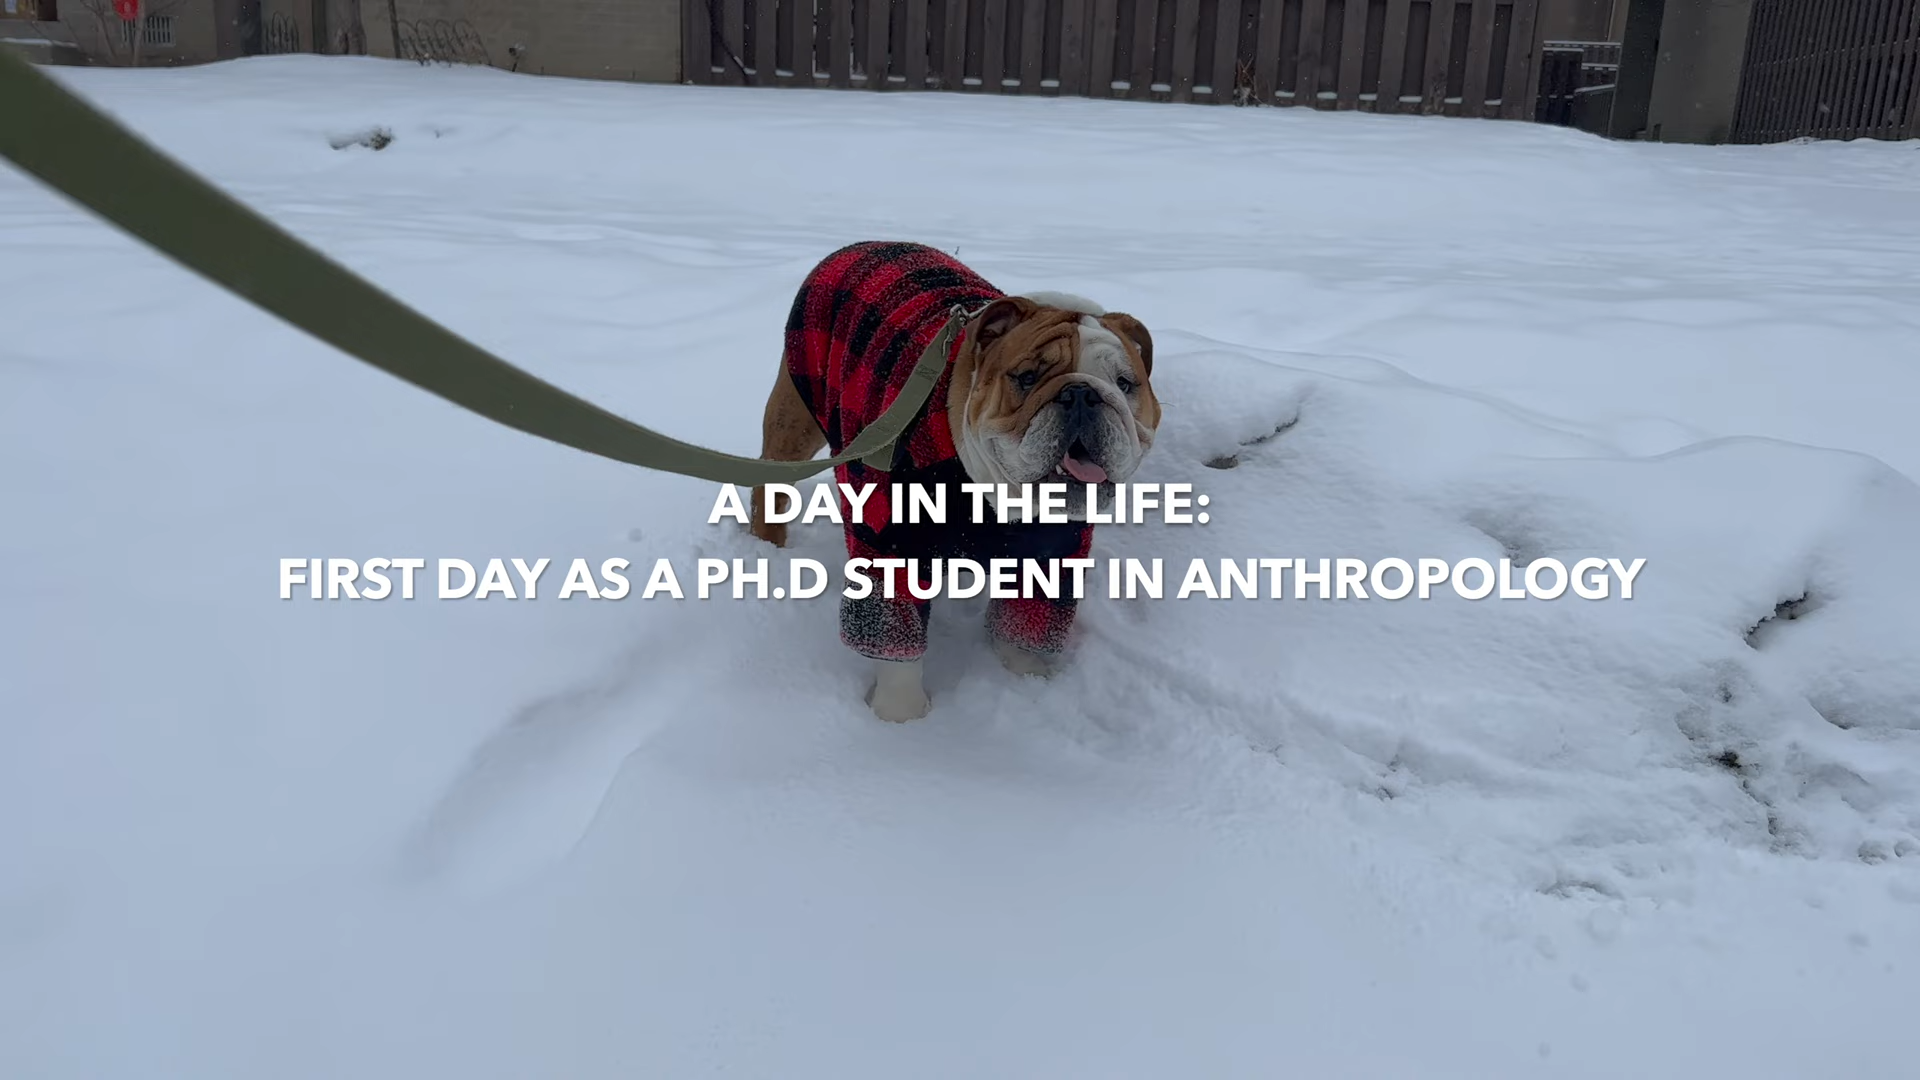 A DAY IN THE LIFE:
FIRST DAY AS A PH.D STUDENT IN ANTHROPOLOGY